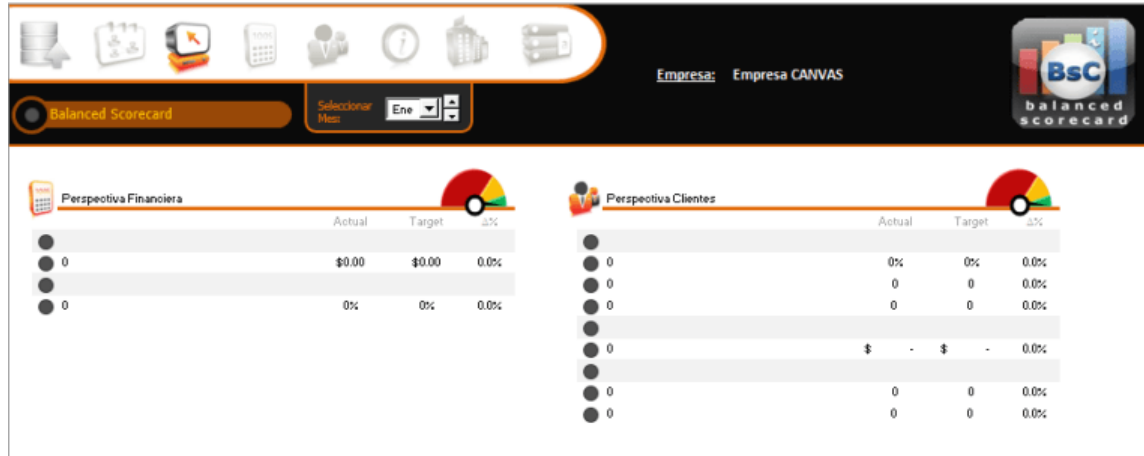 Empresa: Empresa CANVAS
BsC
balanced
scorecard
Balanced Scorecard
Seleccionar
Mes:
Ene
Perspectiva Financiera
Actual Target Δ%
0 $0.00 $0.00 0.0%
0 0% 0% 0.0%
Perspectiva Clientes
Actual Target Δ%
0 0% 0% 0.0%
0 0 0 0.0%
0 0 0 0.0%
0 $ - $ - 0.0%
0 0 0 0.0%
0 0 0 0.0%